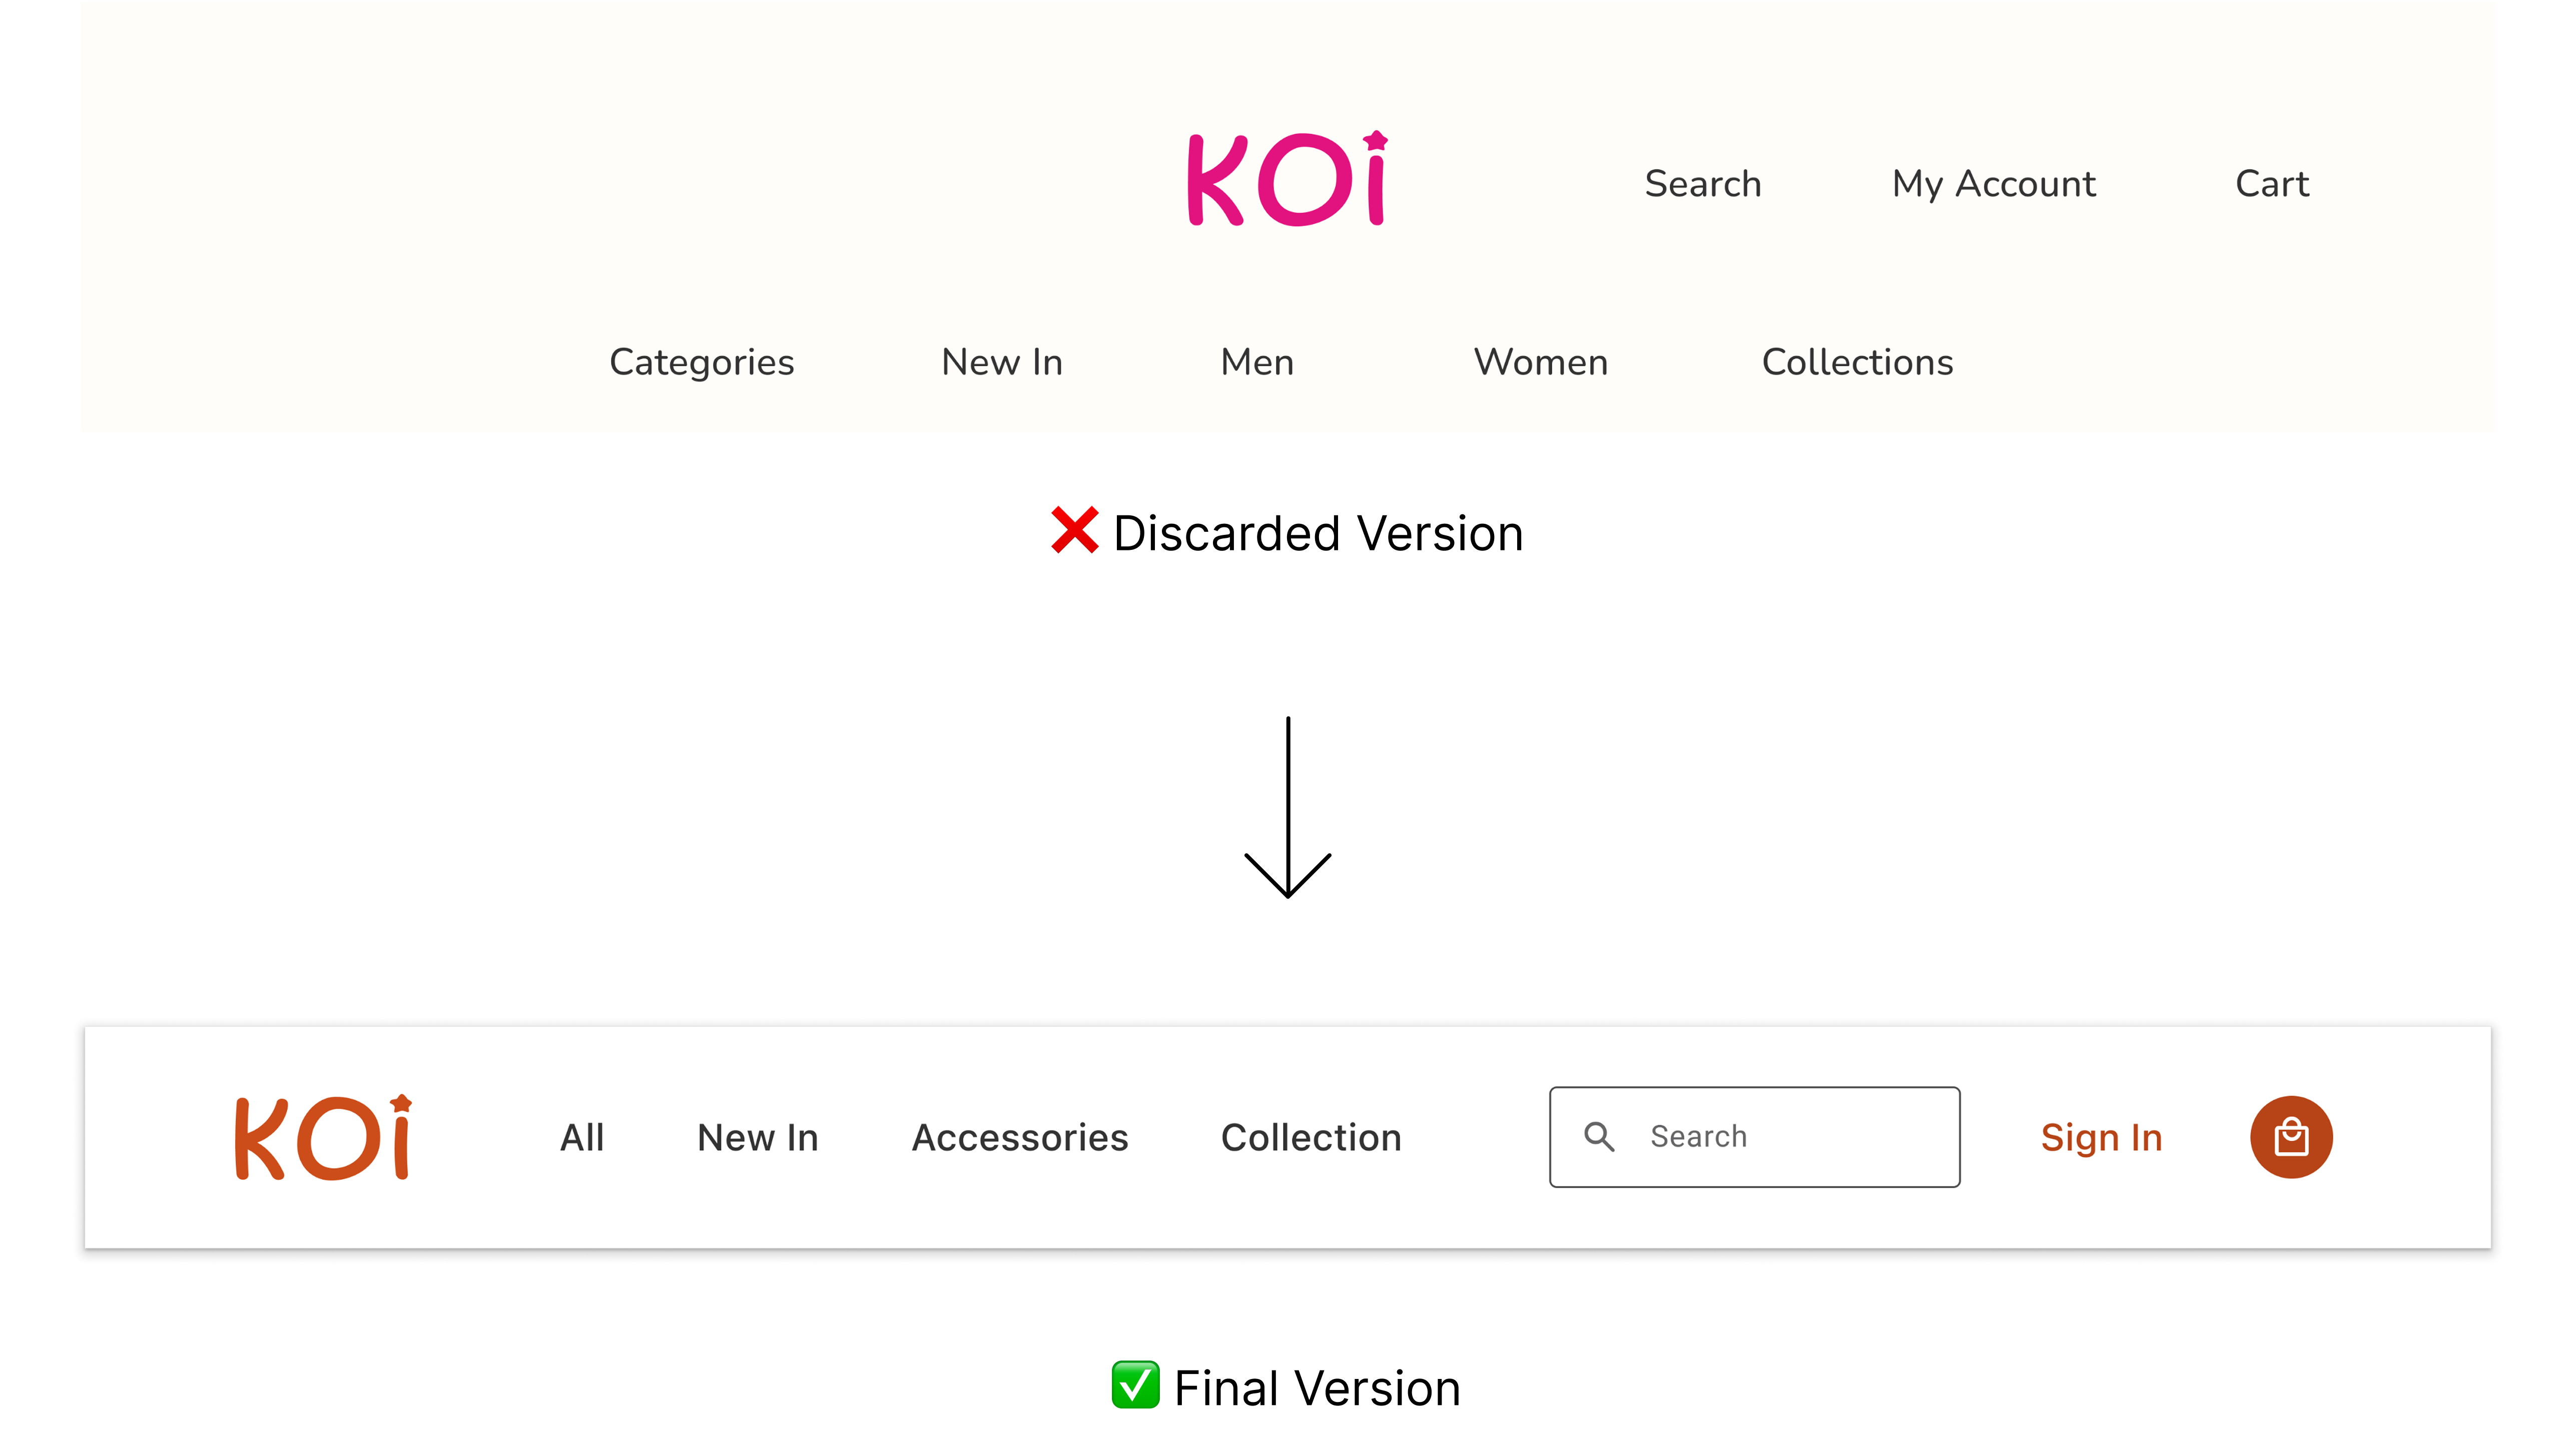 KOi
Search My Account Cart
Categories New In Men Women Collections
❌ Discarded Version
KOi All New In Accessories Collection Search Sign In
✅ Final Version